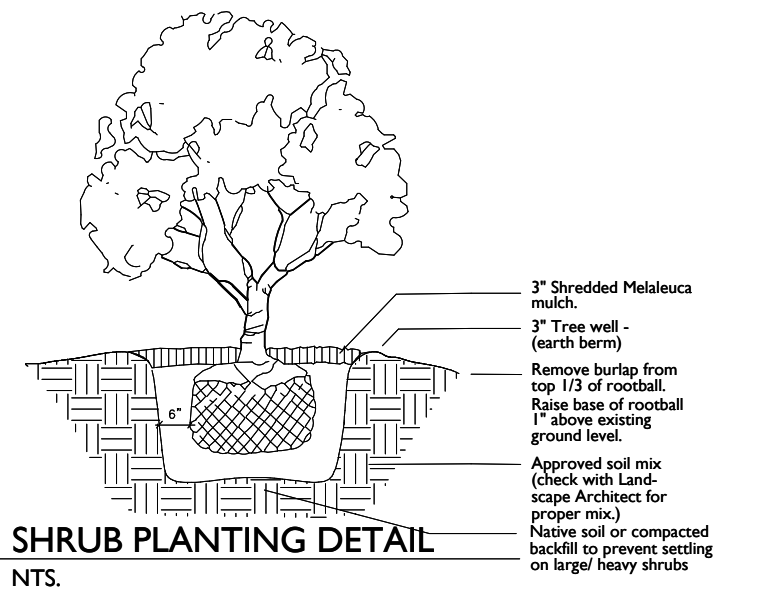 3" Shredded Melaleuca
mulch.
3" Tree well -
(earth berm)
Remove burlap from
top 1/3 of rootball.
Raise base of rootball
1" above existing
ground level.
6"
Approved soil mix
(check with Land-
scape Architect for
proper mix.)
Native soil or compacted
backfill to prevent settling
on large/ heavy shrubs
SHRUB PLANTING DETAIL
NTS.